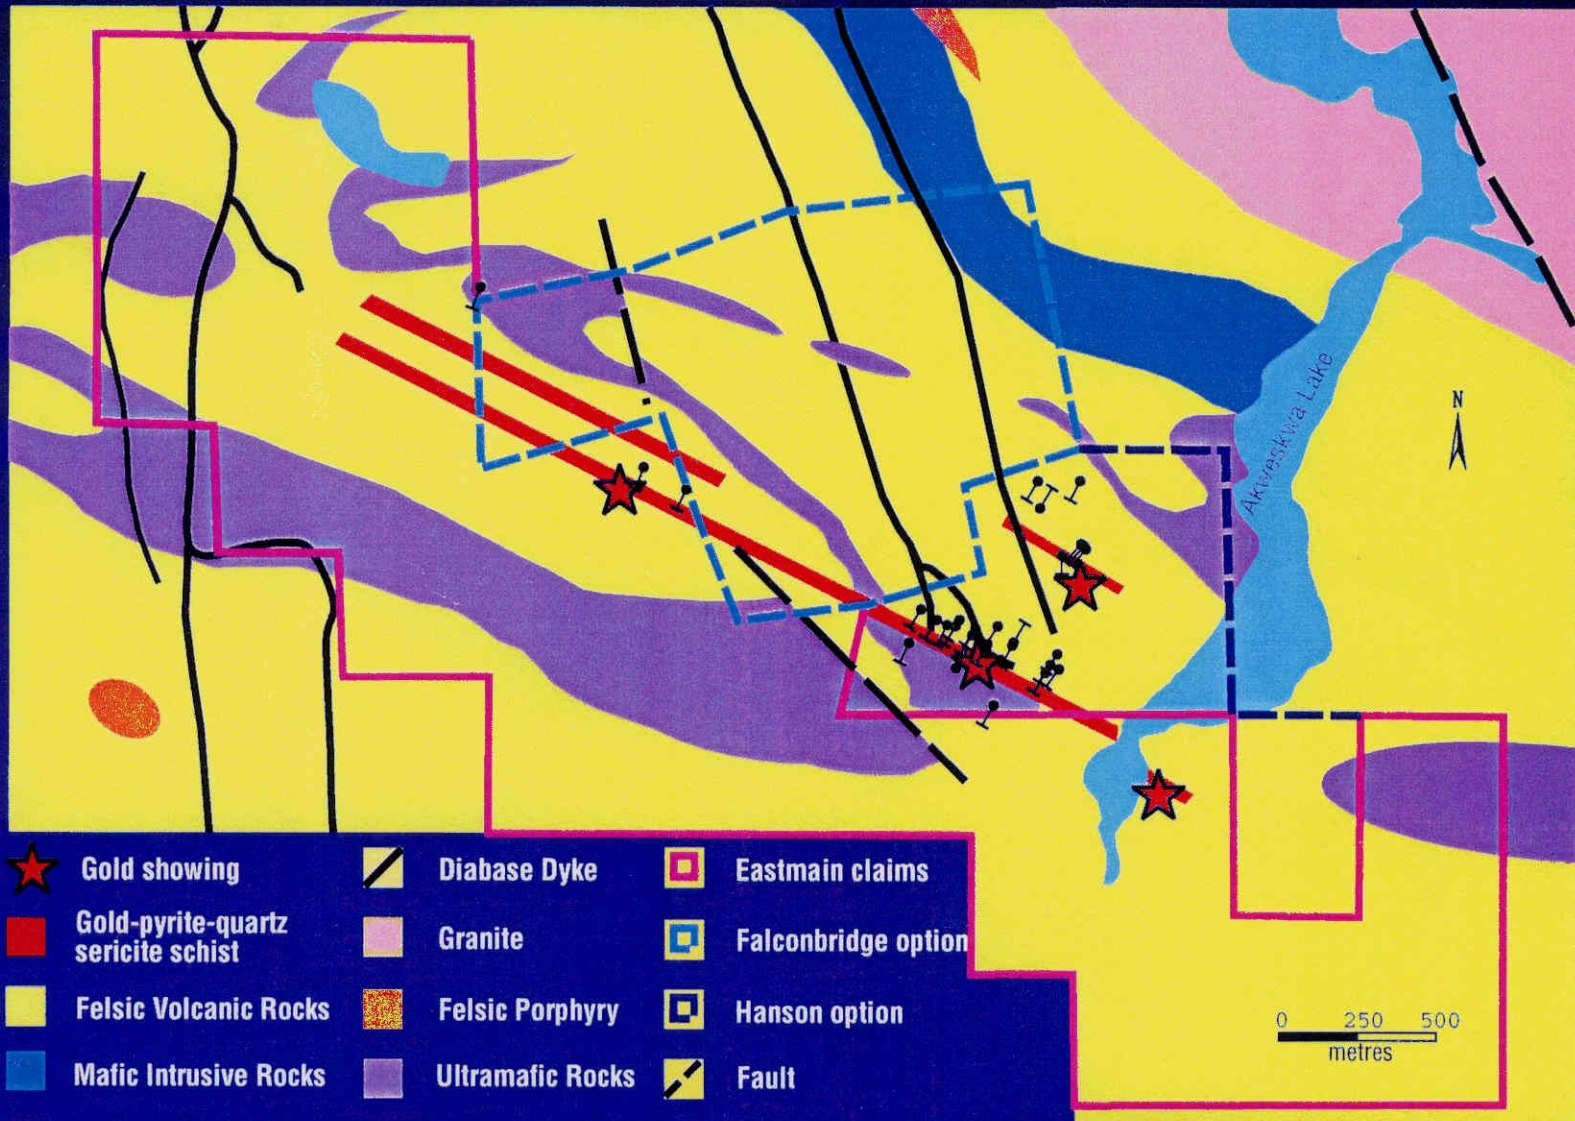 Akweskwa Lake
N
Gold showing
Gold-pyrite-quartz
sericite schist
Felsic Volcanic Rocks
Mafic Intrusive Rocks
Diabase Dyke
Granite
Felsic Porphyry
Ultramafic Rocks
Eastmain claims
Falconbridge option
Hanson option
Fault
0 250 500
metres